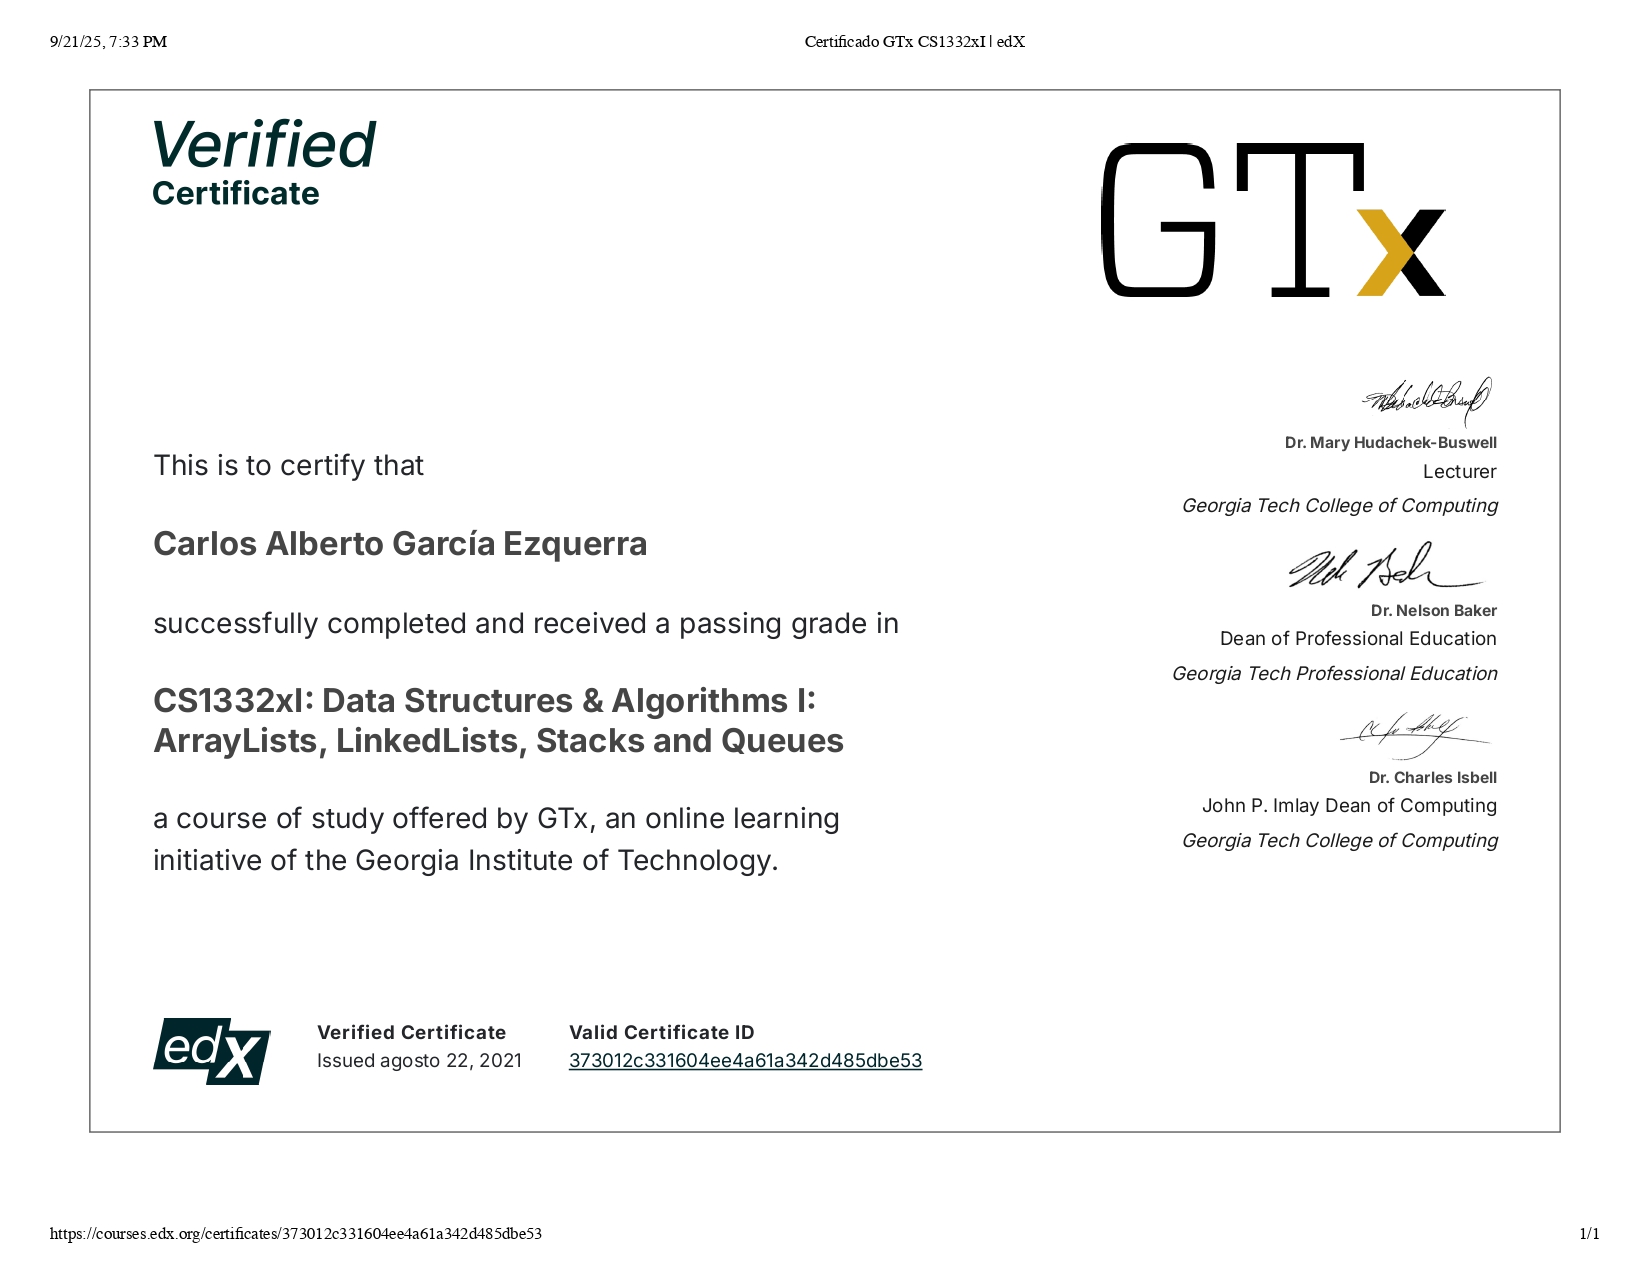 9/21/25, 7:33 PM
Certificado GTx CS1332xI | edX
Verified
Certificate
GTx
This is to certify that
Carlos Alberto García Ezquerra
successfully completed and received a passing grade in
CS1332xI: Data Structures & Algorithms I:
ArrayLists, LinkedLists, Stacks and Queues
a course of study offered by GTx, an online learning
initiative of the Georgia Institute of Technology.
Dr. Mary Hudachek-Buswell
Lecturer
Georgia Tech College of Computing
Dr. Nelson Baker
Dean of Professional Education
Georgia Tech Professional Education
Dr. Charles Isbell
John P. Imlay Dean of Computing
Georgia Tech College of Computing
edX
Verified Certificate
Issued agosto 22, 2021
Valid Certificate ID
373012c331604ee4a61a342d485dbe53
https://courses.edx.org/certificates/373012c331604ee4a61a342d485dbe53
1/1